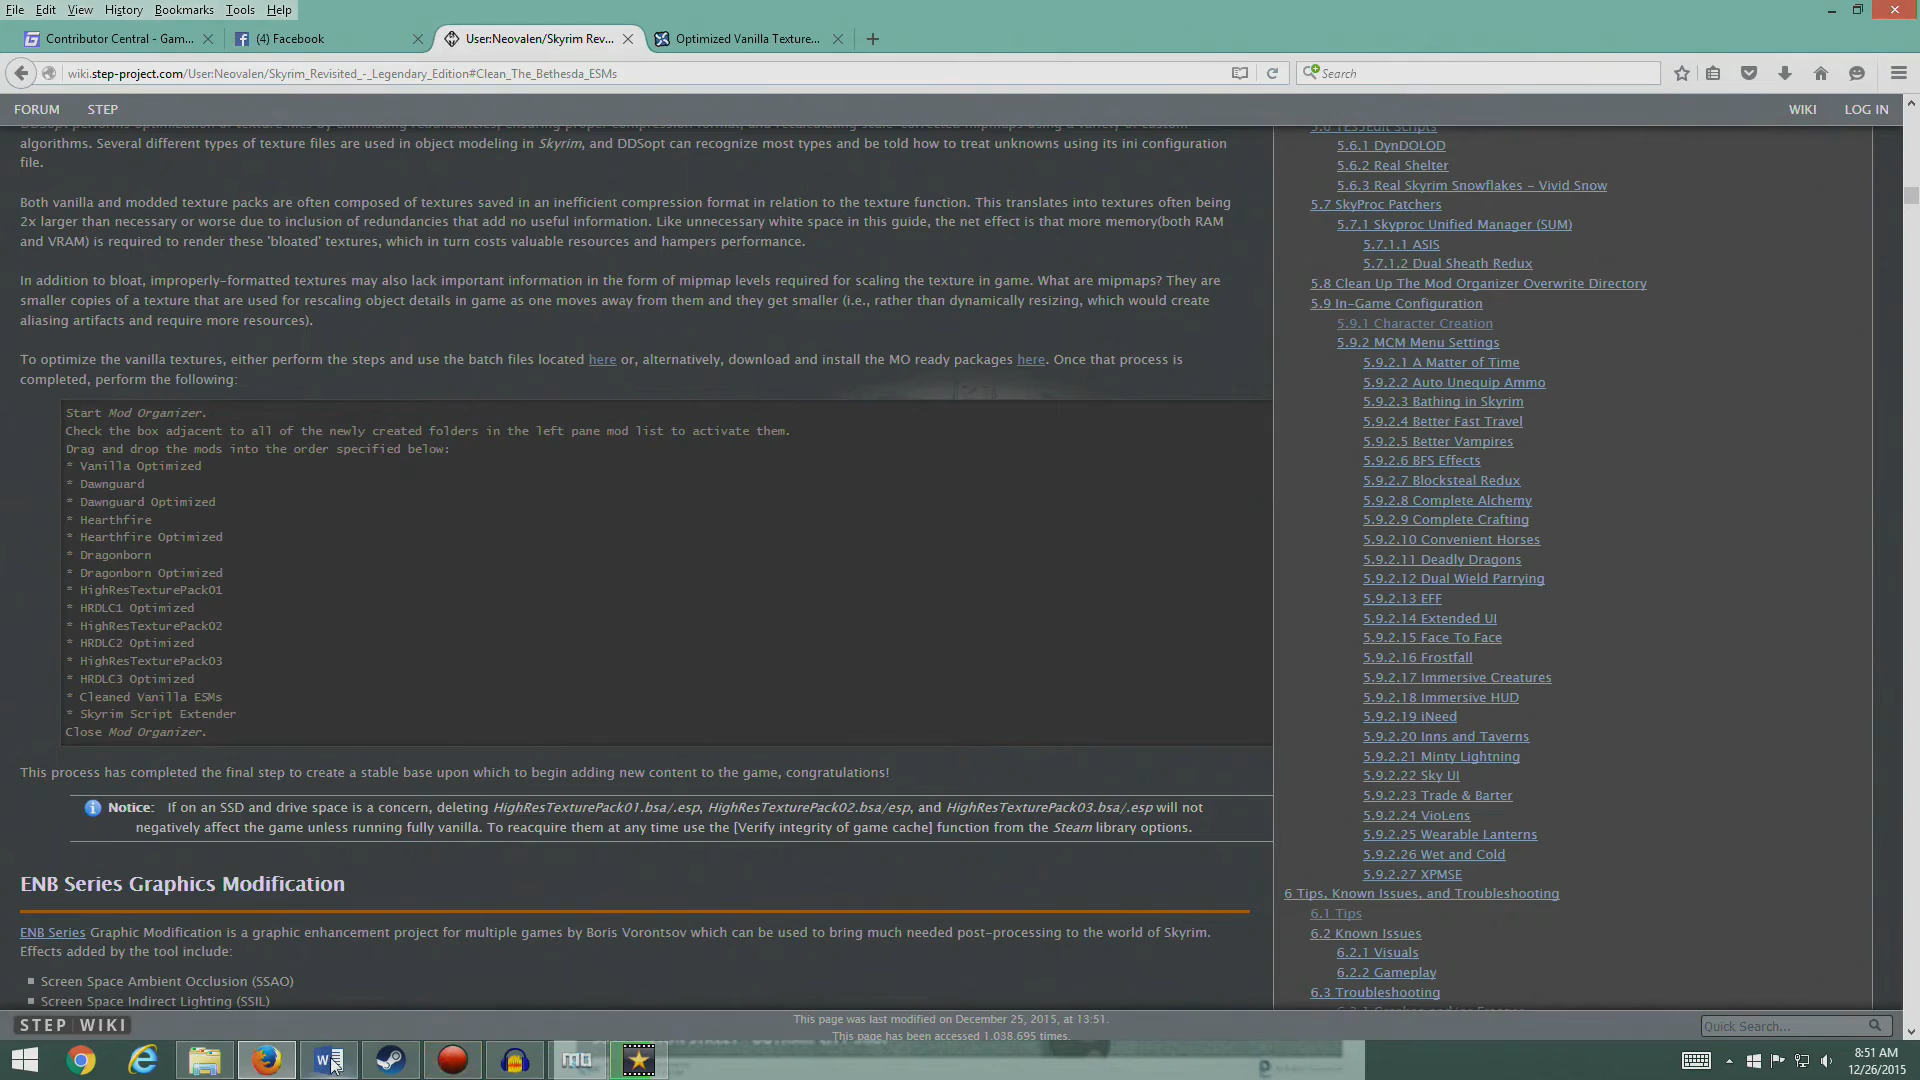 File Edit View History Bookmarks Tools Help
Contributor Central - Gam...
(4) Facebook
User:Neovalen/Skyrim Rev...
Optimized Vanilla Texture...
wiki.step-project.com/User:Neovalen/Skyrim_Revisited_-_Legendary_Edition#Clean_The_Bethesda_ESMs
Search
FORUM STEP WIKI LOG IN
algorithms. Several different types of texture files are used in object modeling in Skyrim, and DDSopt can recognize most types and be told how to treat unknowns using its ini configuration
file.
Both vanilla and modded texture packs are often composed of textures saved in an inefficient compression format in relation to the texture function. This translates into textures often being
2x larger than necessary or worse due to inclusion of redundancies that add no useful information. Like unnecessary white space in this guide, the net effect is that more memory(both RAM
and VRAM) is required to render these 'bloated' textures, which in turn costs valuable resources and hampers performance.
In addition to bloat, improperly-formatted textures may also lack important information in the form of mipmap levels required for scaling the texture in game. What are mipmaps? They are
smaller copies of a texture that are used for rescaling object details in game as one moves away from them and they get smaller (i.e., rather than dynamically resizing, which would create
aliasing artifacts and require more resources).
To optimize the vanilla textures, either perform the steps and use the batch files located here or, alternatively, download and install the MO ready packages here. Once that process is
completed, perform the following:
Start Mod Organizer.
Check the box adjacent to all of the newly created folders in the left pane mod list to activate them.
Drag and drop the mods into the order specified below:
* Vanilla Optimized
* Dawnguard
* Dawnguard Optimized
* Hearthfire
* Hearthfire Optimized
* Dragonborn
* Dragonborn Optimized
* HighResTexturePack01
* HRDLC1 Optimized
* HighResTexturePack02
* HRDLC2 Optimized
* HighResTexturePack03
* HRDLC3 Optimized
* Cleaned Vanilla ESMs
* Skyrim Script Extender
Close Mod Organizer.
This process has completed the final step to create a stable base upon which to begin adding new content to the game, congratulations!
Notice: If on an SSD and drive space is a concern, deleting HighResTexturePack01.bsa/.esp, HighResTexturePack02.bsa/esp, and HighResTexturePack03.bsa/.esp will not
negatively affect the game unless running fully vanilla. To reacquire them at any time use the [Verify integrity of game cache] function from the Steam library options.
ENB Series Graphics Modification
ENB Series Graphic Modification is a graphic enhancement project for multiple games by Boris Vorontsov which can be used to bring much needed post-processing to the world of Skyrim.
Effects added by the tool include:
Screen Space Ambient Occlusion (SSAO)
Screen Space Indirect Lighting (SSIL)
5.6 TES5Edit Scripts
5.6.1 DynDOLOD
5.6.2 Real Shelter
5.6.3 Real Skyrim Snowflakes - Vivid Snow
5.7 SkyProc Patchers
5.7.1 Skyproc Unified Manager (SUM)
5.7.1.1 ASIS
5.7.1.2 Dual Sheath Redux
5.8 Clean Up The Mod Organizer Overwrite Directory
5.9 In-Game Configuration
5.9.1 Character Creation
5.9.2 MCM Menu Settings
5.9.2.1 A Matter of Time
5.9.2.2 Auto Unequip Ammo
5.9.2.3 Bathing in Skyrim
5.9.2.4 Better Fast Travel
5.9.2.5 Better Vampires
5.9.2.6 BFS Effects
5.9.2.7 Blocksteal Redux
5.9.2.8 Complete Alchemy
5.9.2.9 Complete Crafting
5.9.2.10 Convenient Horses
5.9.2.11 Deadly Dragons
5.9.2.12 Dual Wield Parrying
5.9.2.13 EFF
5.9.2.14 Extended UI
5.9.2.15 Face To Face
5.9.2.16 Frostfall
5.9.2.17 Immersive Creatures
5.9.2.18 Immersive HUD
5.9.2.19 iNeed
5.9.2.20 Inns and Taverns
5.9.2.21 Minty Lightning
5.9.2.22 Sky UI
5.9.2.23 Trade & Barter
5.9.2.24 VioLens
5.9.2.25 Wearable Lanterns
5.9.2.26 Wet and Cold
5.9.2.27 XPMSE
6 Tips, Known Issues, and Troubleshooting
6.1 Tips
6.2 Known Issues
6.2.1 Visuals
6.2.2 Gameplay
6.3 Troubleshooting
STEP WIKI
This page was last modified on December 25, 2015, at 13:51.
This page has been accessed 1,038,695 times.
Quick Search...
8:51 AM
12/26/2015